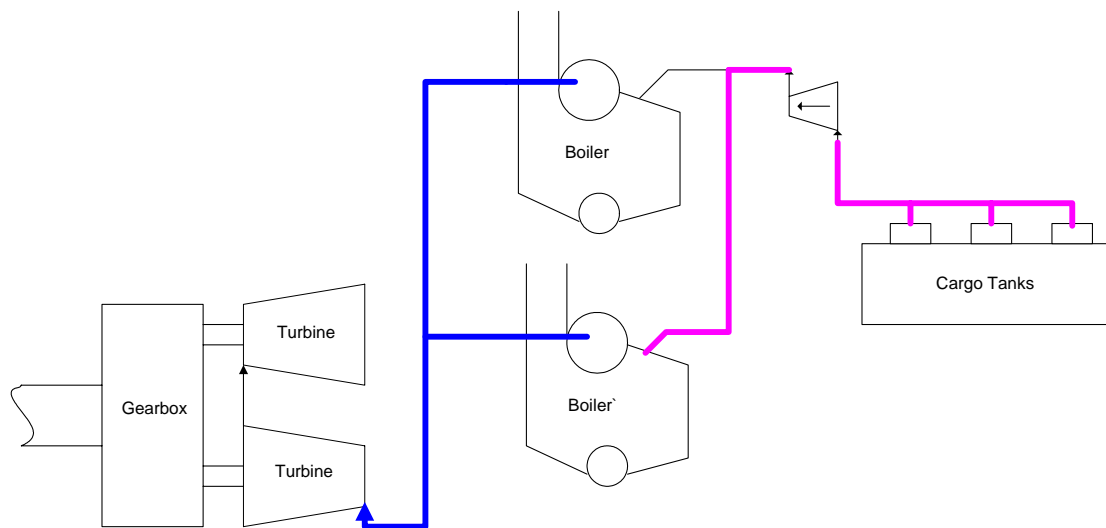 Boiler
Cargo Tanks
Turbine
Gearbox
Boiler`
Turbine